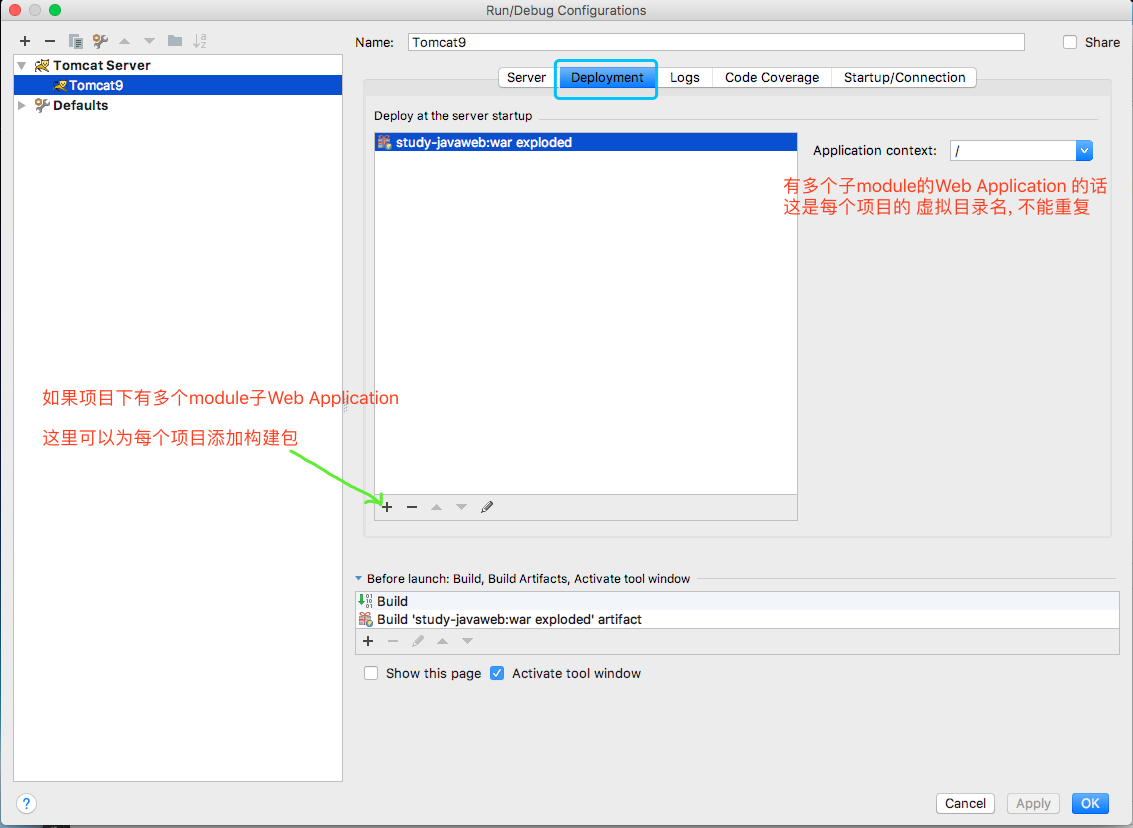 Run/Debug Configurations
Name: Tomcat9 Share
Tomcat Server
Tomcat9
Defaults
Server Deployment Logs Code Coverage Startup/Connection
Deploy at the server startup
study-javaweb:war exploded
Application context: /
有多个子module的Web Application 的话
这是每个项目的 虚拟目录名, 不能重复
如果项目下有多个module子Web Application
这里可以为每个项目添加构建包
Before launch: Build, Build Artifacts, Activate tool window
Build
Build 'study-javaweb:war exploded' artifact
Show this page Activate tool window
? Cancel Apply OK